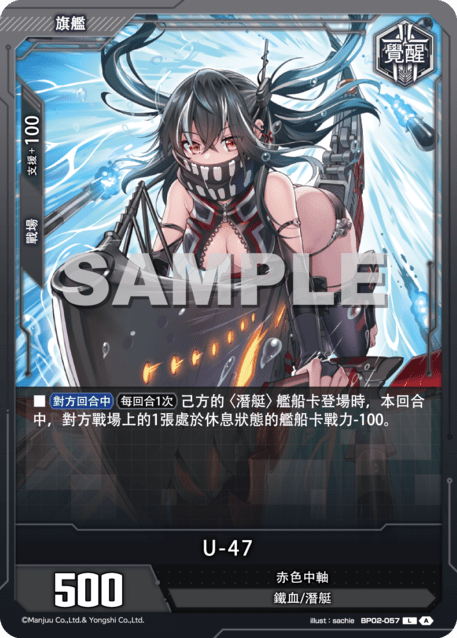 旗艦
覺醒
支援+100
戰場
SAMPLE
■ 對方回合中 每回合1次 己方的〈潛艇〉艦船卡登場時，本回合
中，對方戰場上的1張處於休息狀態的艦船卡戰力-100。
U-47
500
赤色中軸
鐵血/潛艇
©Manjuu Co.,Ltd.& Yongshi Co.,Ltd.
illust : sachie BP02-057 L A